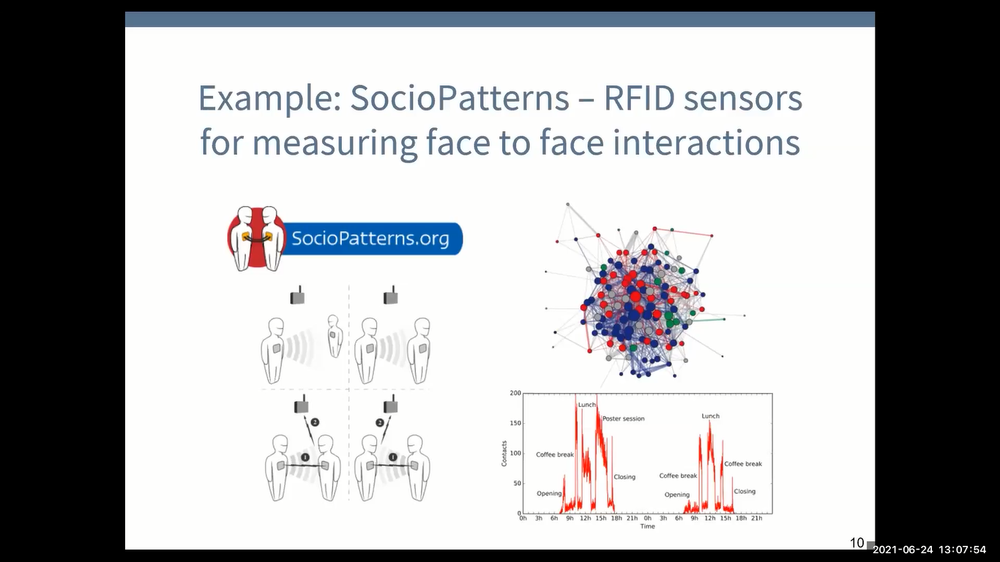 Example: SocioPatterns – RFID sensors
for measuring face to face interactions
SocioPatterns.org
2
2
1
1
200
150
100
50
0
Contacts
Lunch
Poster session
Coffee break
Closing
Opening
Lunch
Coffee break
Coffee break
Closing
Opening
0h 3h 6h 9h 12h 15h 18h 21h 0h 3h 6h 9h 12h 15h 18h 21h
Time
10
2021-06-24 13:07:54